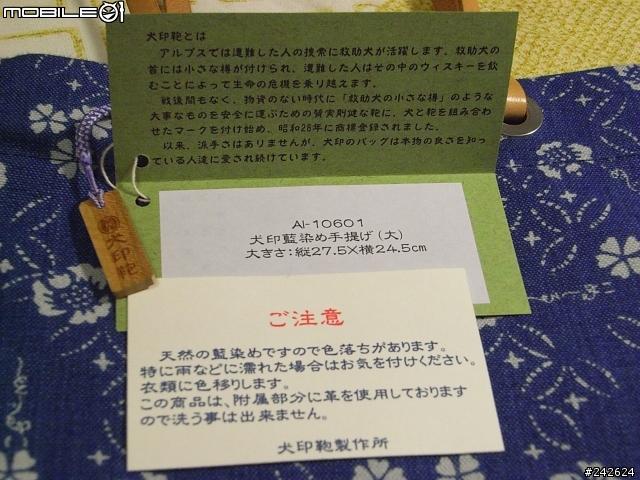 MOBILE01
犬印鞄とは
アルプスでは遭難した人の捜索に救助犬が活躍します。救助犬の
首には小さな樽が付けられ、遭難した人はその中のウィスキーを飲
むことによって生命の危機を乗り越えます。
戦後間もなく、物資のない時代に「救助犬の小さな樽」のような
大事なものを安全に運ぶための質実剛健な鞄に、犬と鞄を組み合わ
せたマークを付け始め、昭和28年に商標登録されました。
以来、派手さはありませんが、犬印のバッグは本物の良さを知っ
ている人達に愛され続けています。
犬印鞄
AI-10601
犬印藍染め手提げ(大)
大きさ:縦27.5×横24.5cm
ご注意
天然の藍染めですので色落ちがあります。
特に雨などに濡れた場合はお気を付けください。
衣類に色移りします。
この商品は、附属部分に革を使用しております
ので洗う事は出来ません。
犬印鞄製作所
#242624